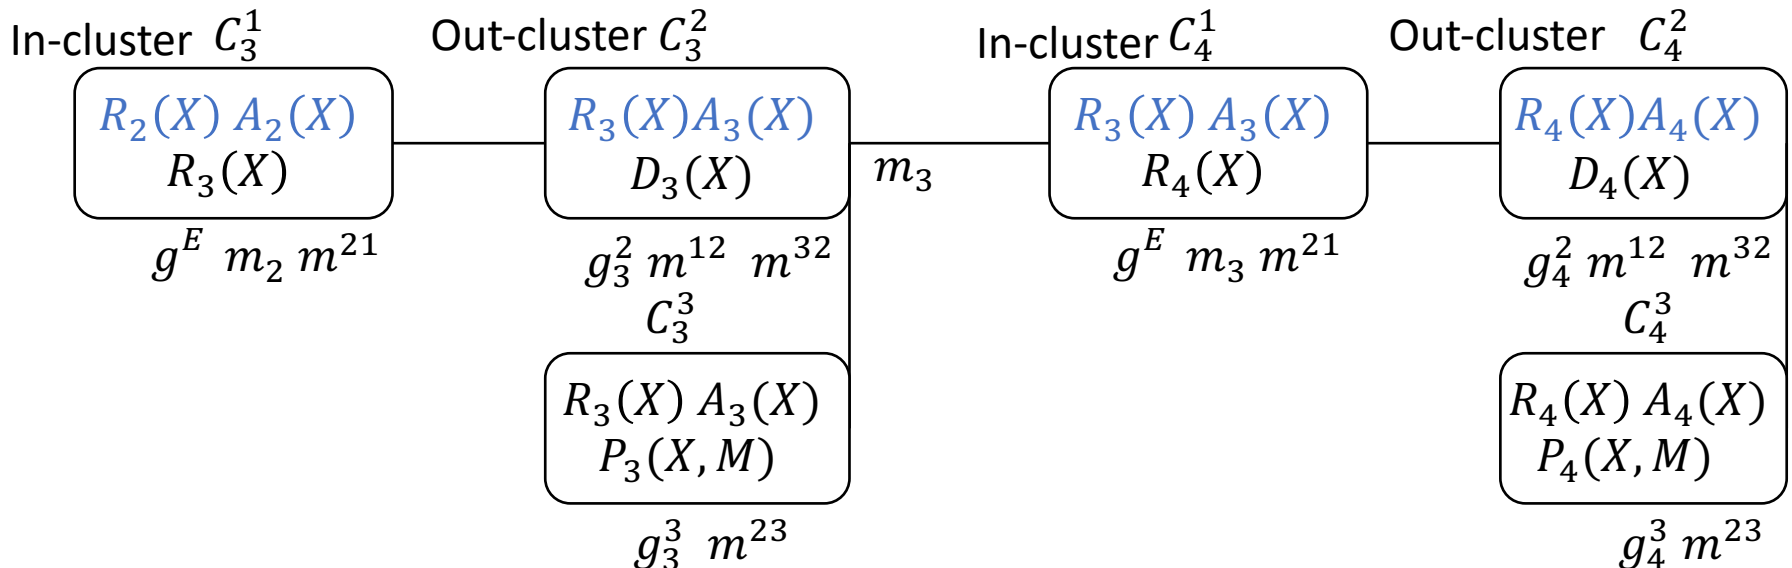 In-cluster C_3^1
Out-cluster C_3^2
In-cluster C_4^1
Out-cluster C_4^2
R_2(X) A_2(X)
R_3(X)
R_3(X)A_3(X)
D_3(X)
m_3
R_3(X) A_3(X)
R_4(X)
R_4(X)A_4(X)
D_4(X)
g^E m_2 m^{21}
g_3^2 m^{12} m^{32}
g^E m_3 m^{21}
g_4^2 m^{12} m^{32}
C_3^3
C_4^3
R_3(X) A_3(X)
P_3(X, M)
R_4(X) A_4(X)
P_4(X, M)
g_3^3 m^{23}
g_4^3 m^{23}